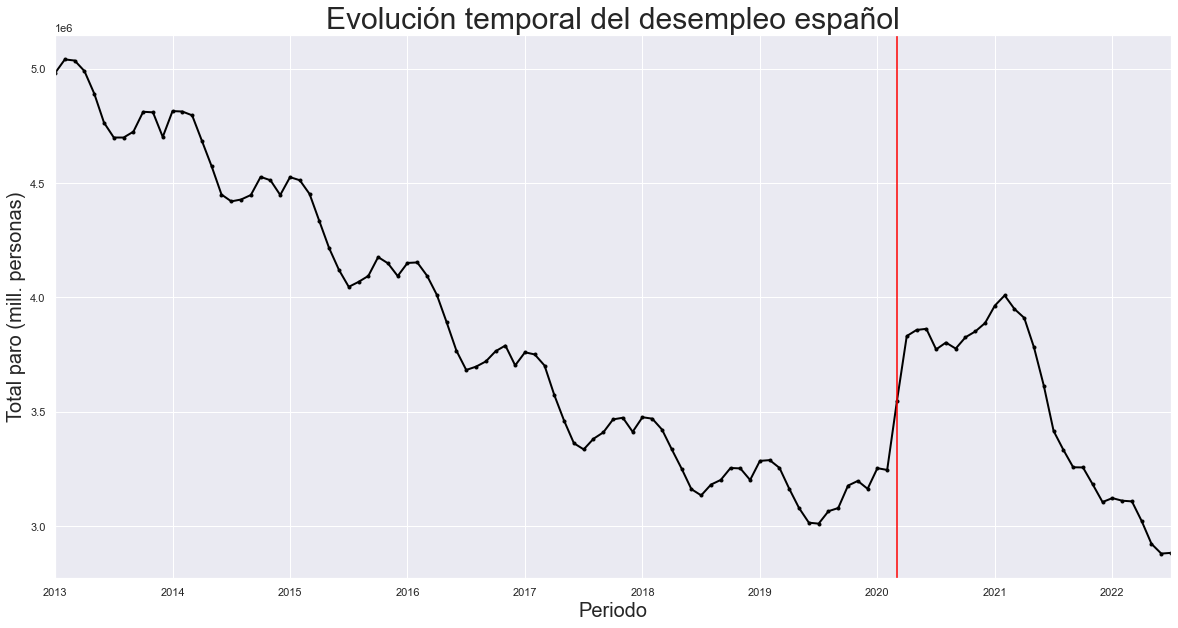 Evolución temporal del desempleo español
1e6
5.0
4.5
4.0
3.5
3.0
Total paro (mill. personas)
2013 2014 2015 2016 2017 2018 2019 2020 2021 2022
Periodo